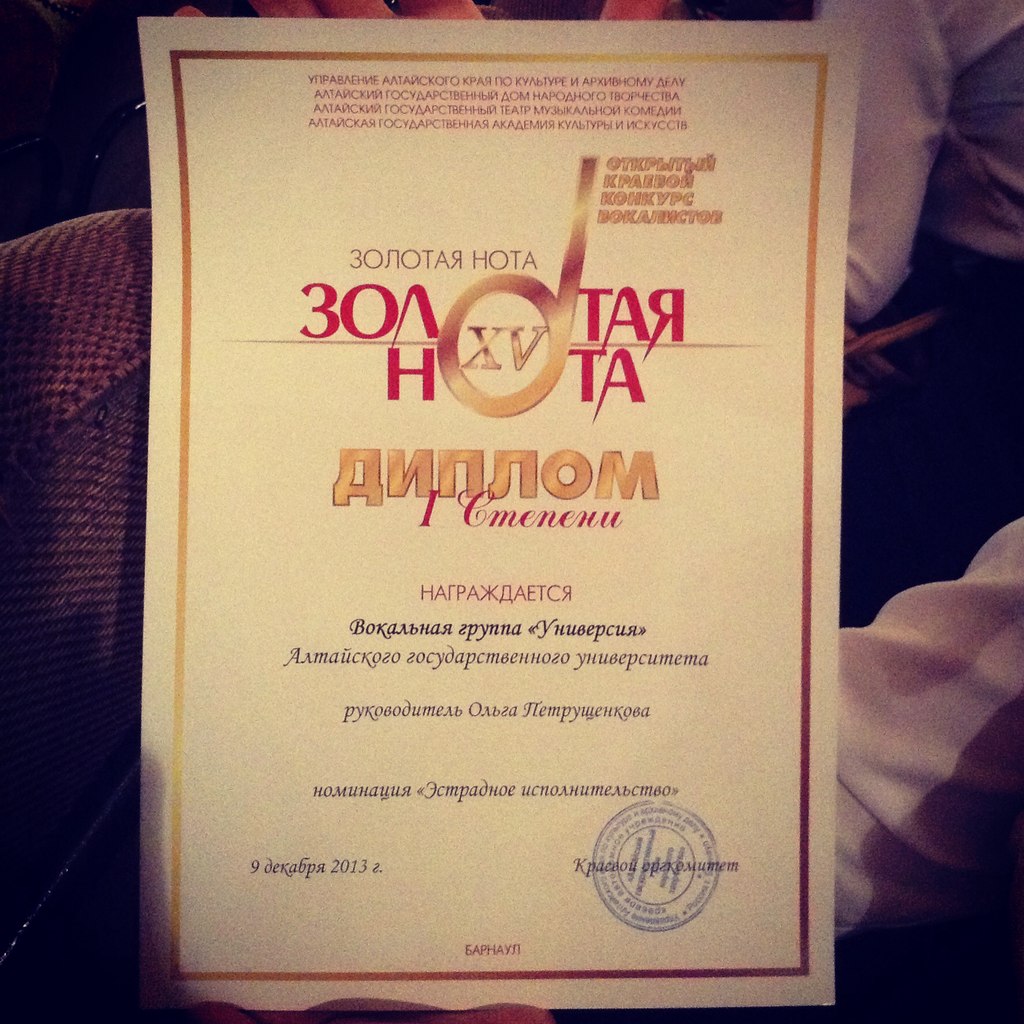 УПРАВЛЕНИЕ АЛТАЙСКОГО КРАЯ ПО КУЛЬТУРЕ И АРХИВНОМУ ДЕЛУ
АЛТАЙСКИЙ ГОСУДАРСТВЕННЫЙ ДОМ НАРОДНОГО ТВОРЧЕСТВА
АЛТАЙСКИЙ ГОСУДАРСТВЕННЫЙ ТЕАТР МУЗЫКАЛЬНОЙ КОМЕДИИ
АЛТАЙСКАЯ ГОСУДАРСТВЕННАЯ АКАДЕМИЯ КУЛЬТУРЫ И ИСКУССТВ
ОТКРЫТЫЙ
КРАЕВОЙ
КОНКУРС
ВОКАЛИСТОВ
ЗОЛОТАЯ НОТА
ЗОЛОТАЯ
НОТА
XV
ДИПЛОМ
I Степени
НАГРАЖДАЕТСЯ
Вокальная группа «Универсия»
Алтайского государственного университета
руководитель Ольга Петрущенкова
номинация «Эстрадное исполнительство»
9 декабря 2013 г.
Краевой оргкомитет
БАРНАУЛ